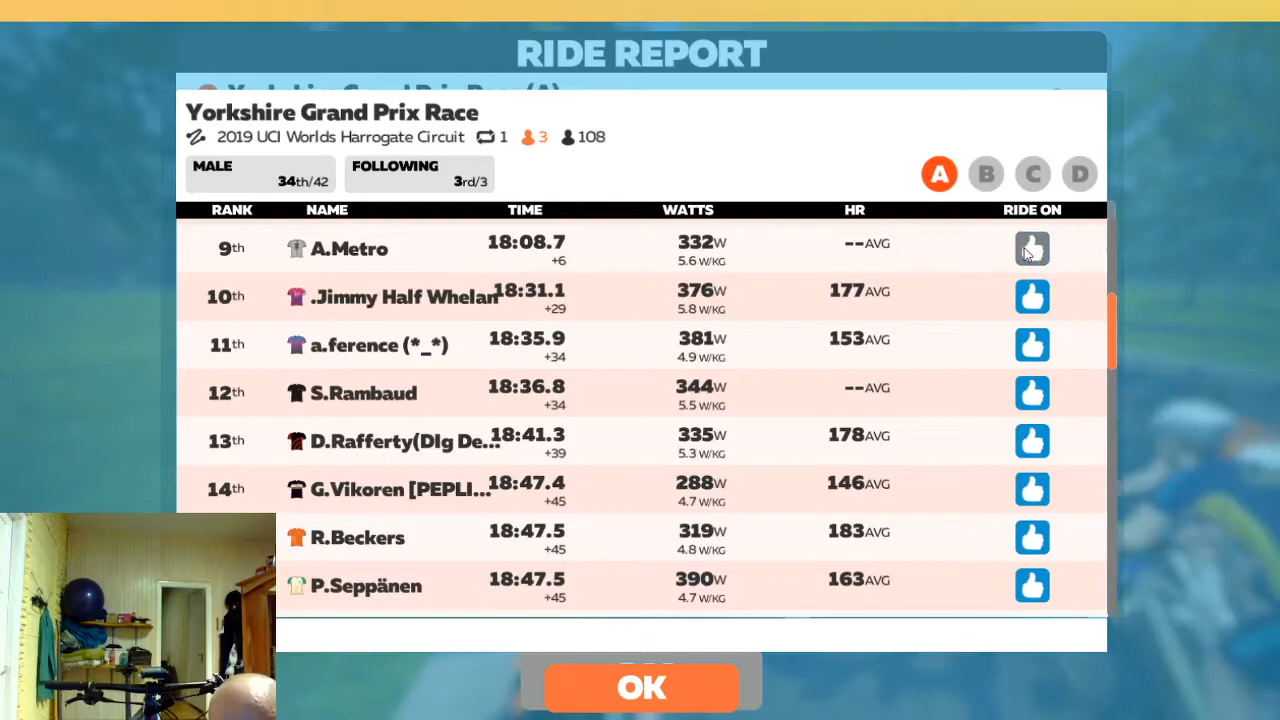 RIDE REPORT
Yorkshire Grand Prix Race
2019 UCI Worlds Harrogate Circuit 1 3 108
MALE 34th/42
FOLLOWING 3rd/3
A B C D
RANK NAME TIME WATTS HR RIDE ON
9th A.Metro 18:08.7 332W --AVG
+6 5.6 W/KG
10th .Jimmy Half Whelan 18:31.1 376W 177AVG
+29 5.8 W/KG
11th a.ference (*_*) 18:35.9 381W 153AVG
+34 4.9 W/KG
12th S.Rambaud 18:36.8 344W --AVG
+34 5.5 W/KG
13th D.Rafferty(DIg De... 18:41.3 335W 178AVG
+39 5.3 W/KG
14th G.Vikoren [PEPLI... 18:47.4 288W 146AVG
+45 4.7 W/KG
R.Beckers 18:47.5 319W 183AVG
+45 4.8 W/KG
P.Seppänen 18:47.5 390W 163AVG
+45 4.7 W/KG
OK